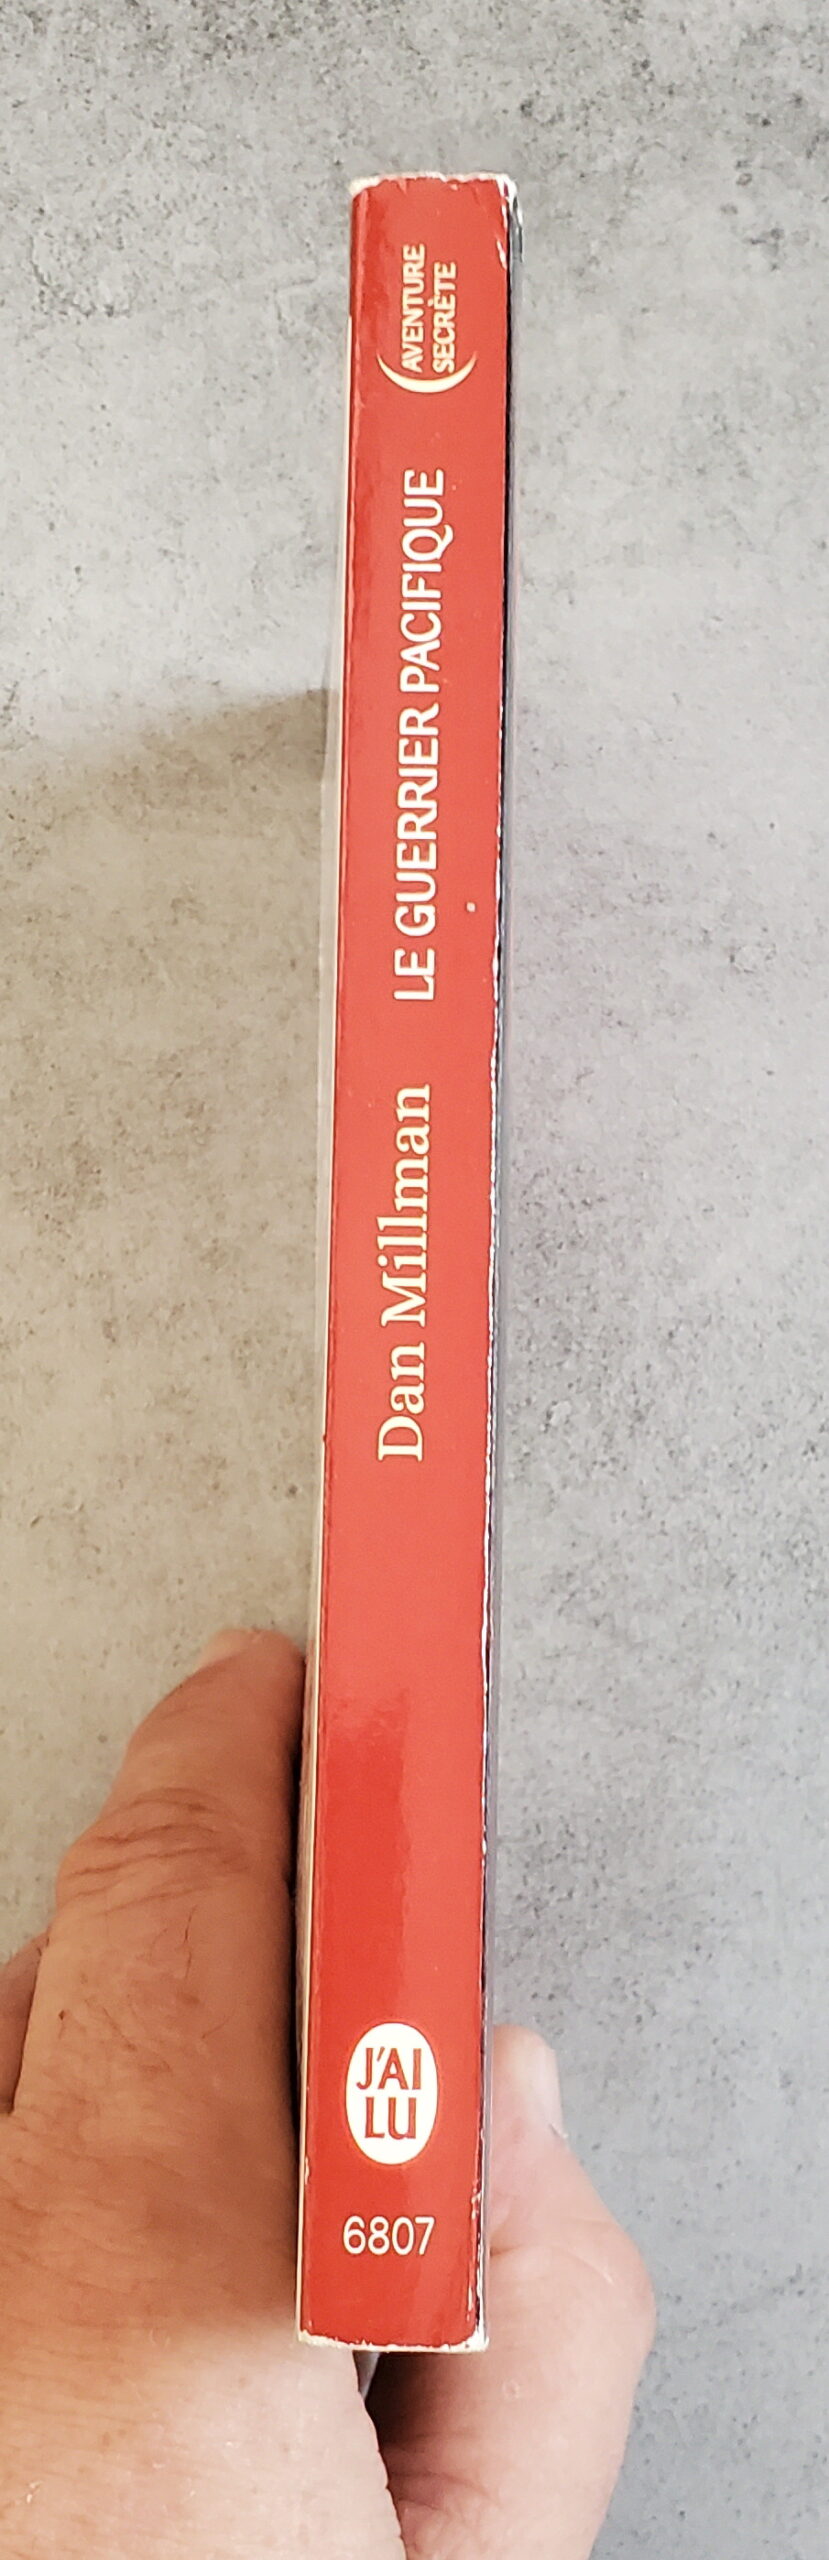 AVENTURE
SECRÈTE
LE GUERRIER PACIFIQUE
Dan Millman
J'AI
LU
6807